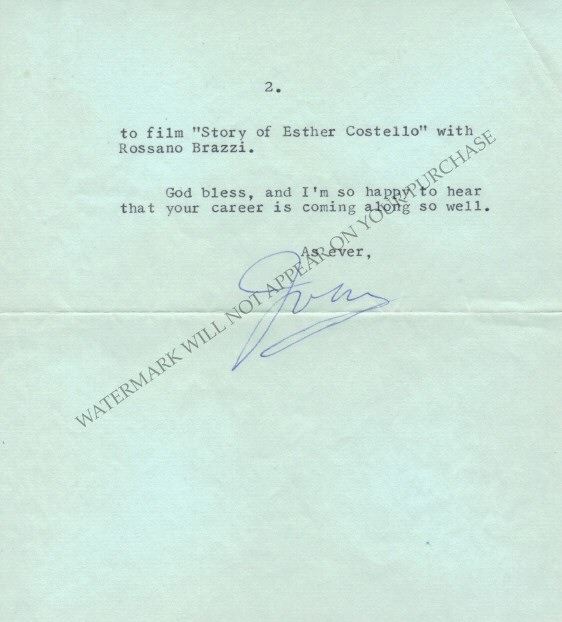 2.
to film "Story of Esther Costello" with
Rossano Brazzi.
God bless, and I'm so happy to hear
that your career is coming along so well.
As ever,
Joan
WATERMARK WILL NOT APPEAR ON YOUR PURCHASE